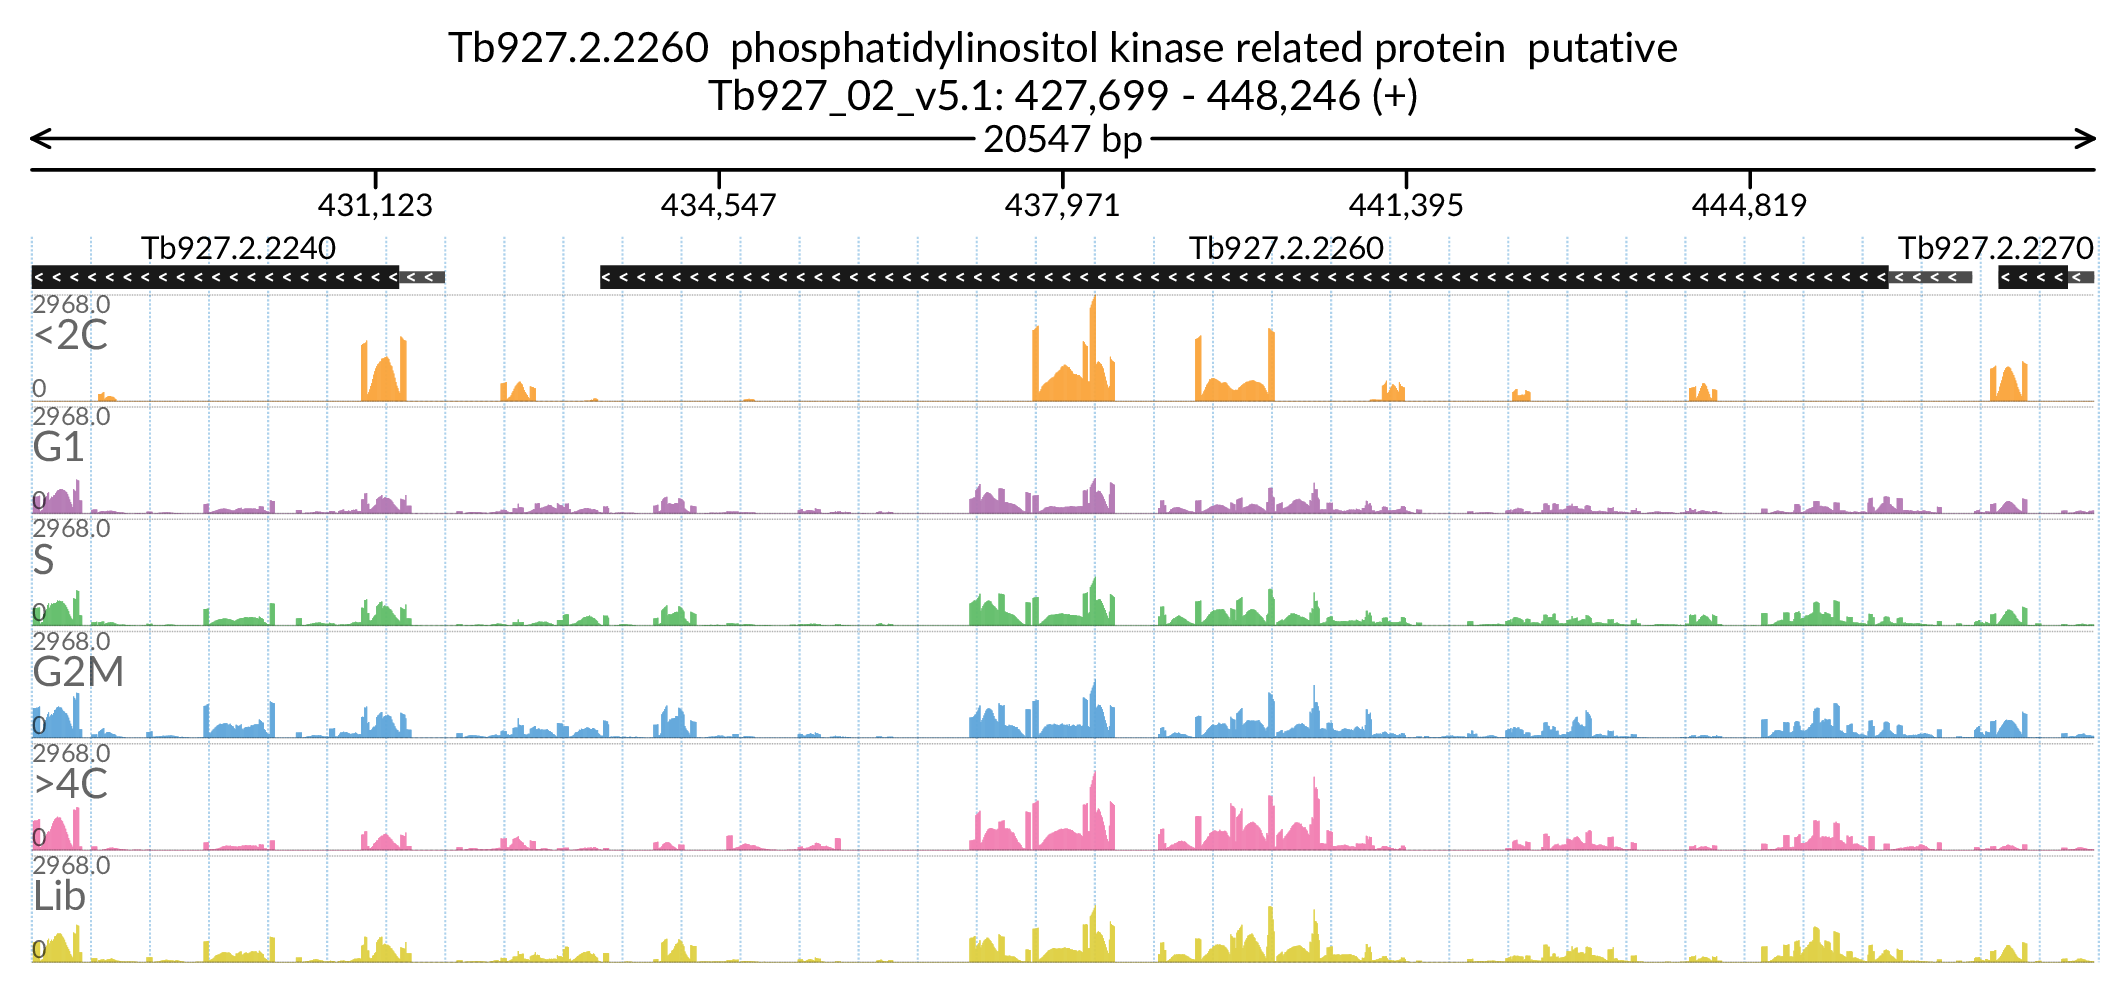 Tb927.2.2260  phosphatidylinositol kinase related protein  putative
Tb927_02_v5.1: 427,699 - 448,246 (+)
20547 bp
431,123 434,547 437,971 441,395 444,819
Tb927.2.2240 Tb927.2.2260 Tb927.2.2270
2968.0
<2C
0
2968.0
G1
0
2968.0
S
0
2968.0
G2M
0
2968.0
>4C
0
2968.0
Lib
0